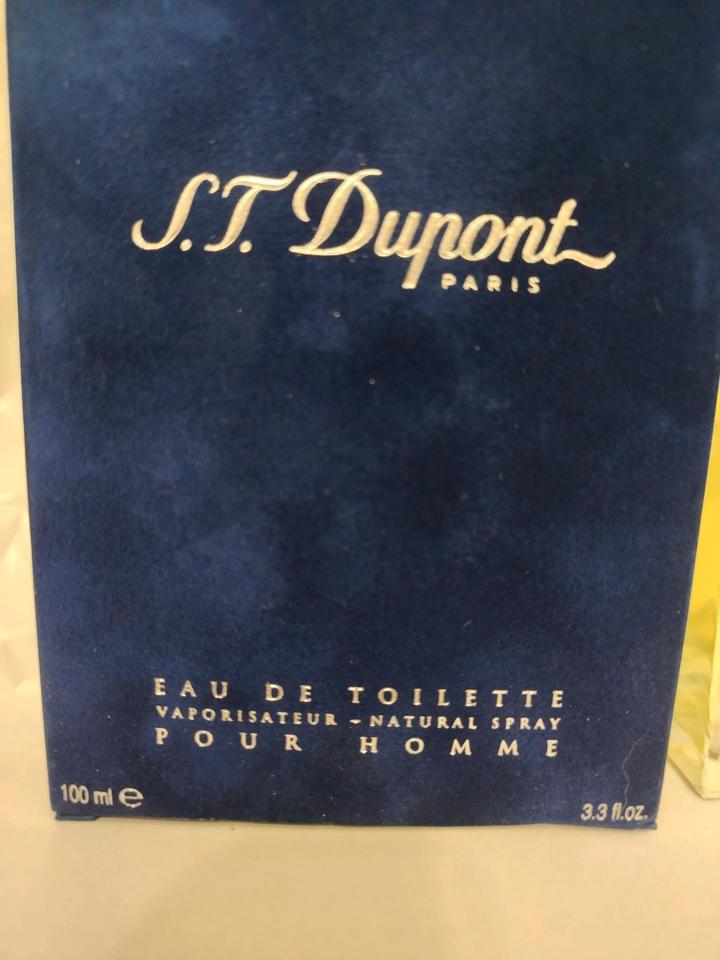 S.T. Dupont
PARIS
EAU DE TOILETTE
VAPORISATEUR - NATURAL SPRAY
POUR HOMME
100 ml ℮
3.3 fl.oz.